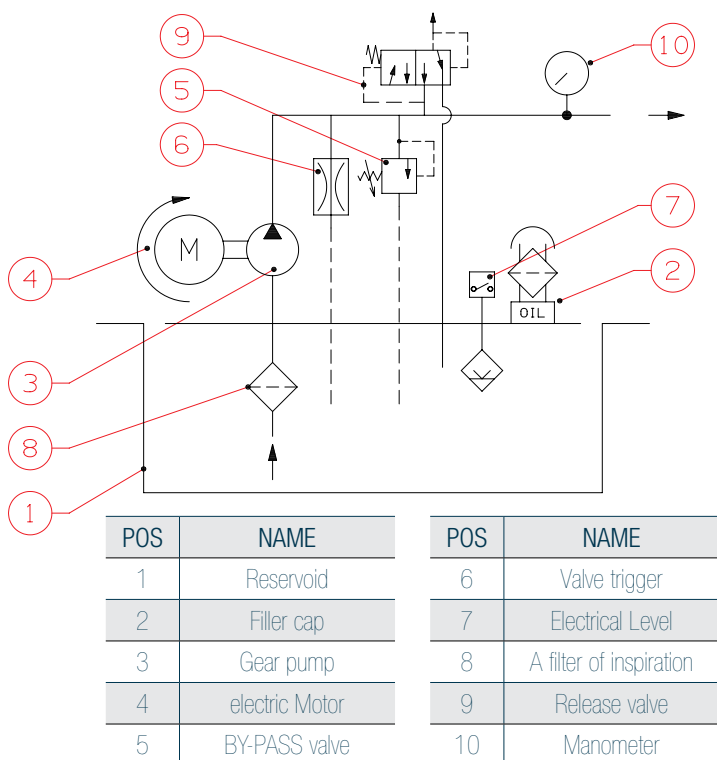 9
10
5
6
7
M
4
2
OIL
3
8
1
POS NAME POS NAME
1 Reservoid 6 Valve trigger
2 Filler cap 7 Electrical Level
3 Gear pump 8 A filter of inspiration
4 electric Motor 9 Release valve
5 BY-PASS valve 10 Manometer